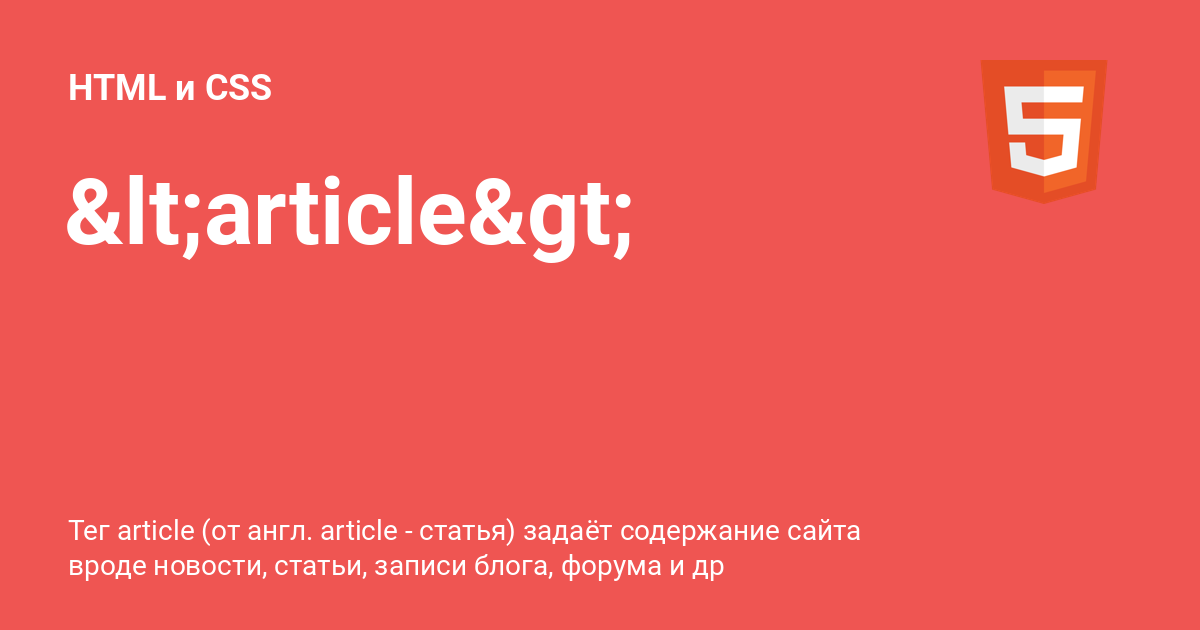 HTML и CSS
&lt;article&gt;
Тег article (от англ. article - статья) задаёт содержание сайта
вроде новости, статьи, записи блога, форума и др